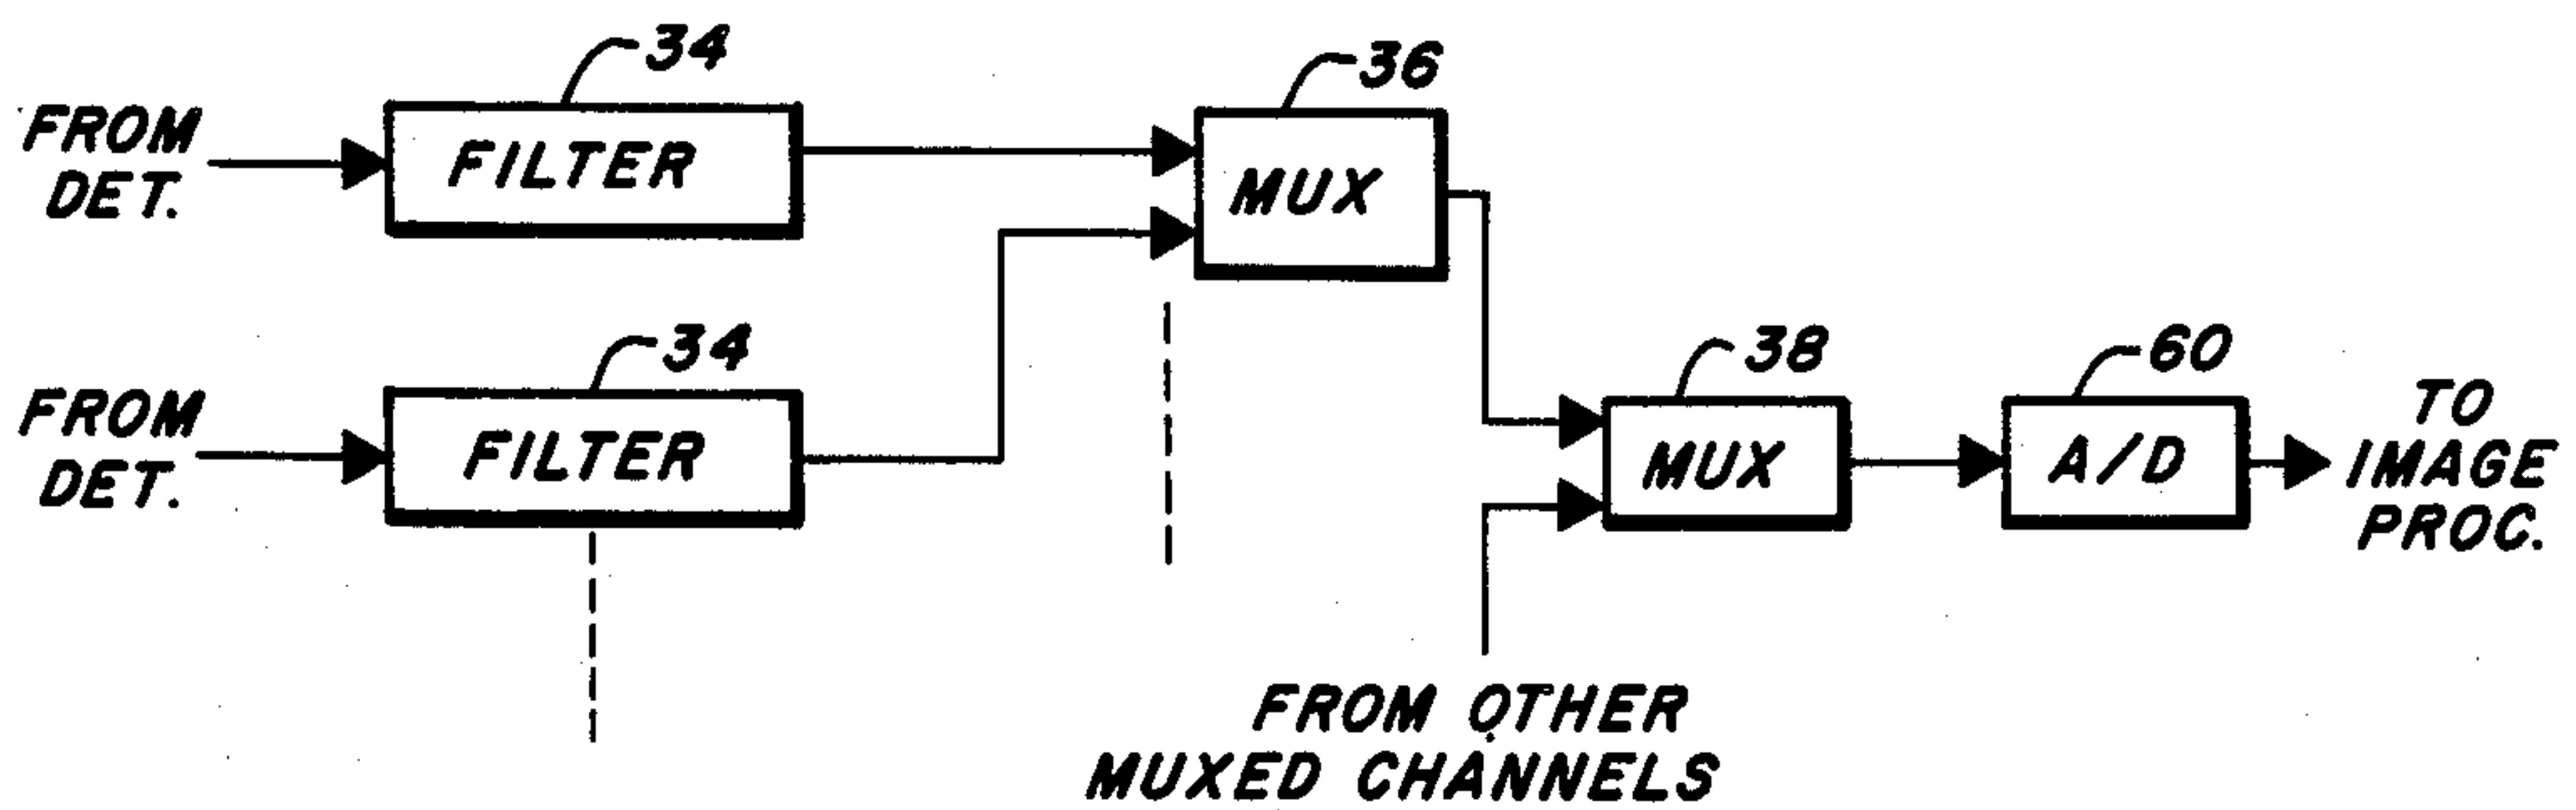 34
36
FROM
DET.
FILTER
MUX
34
38
60
FROM
DET.
FILTER
MUX
A/D
TO
IMAGE
PROC.
FROM OTHER
MUXED CHANNELS